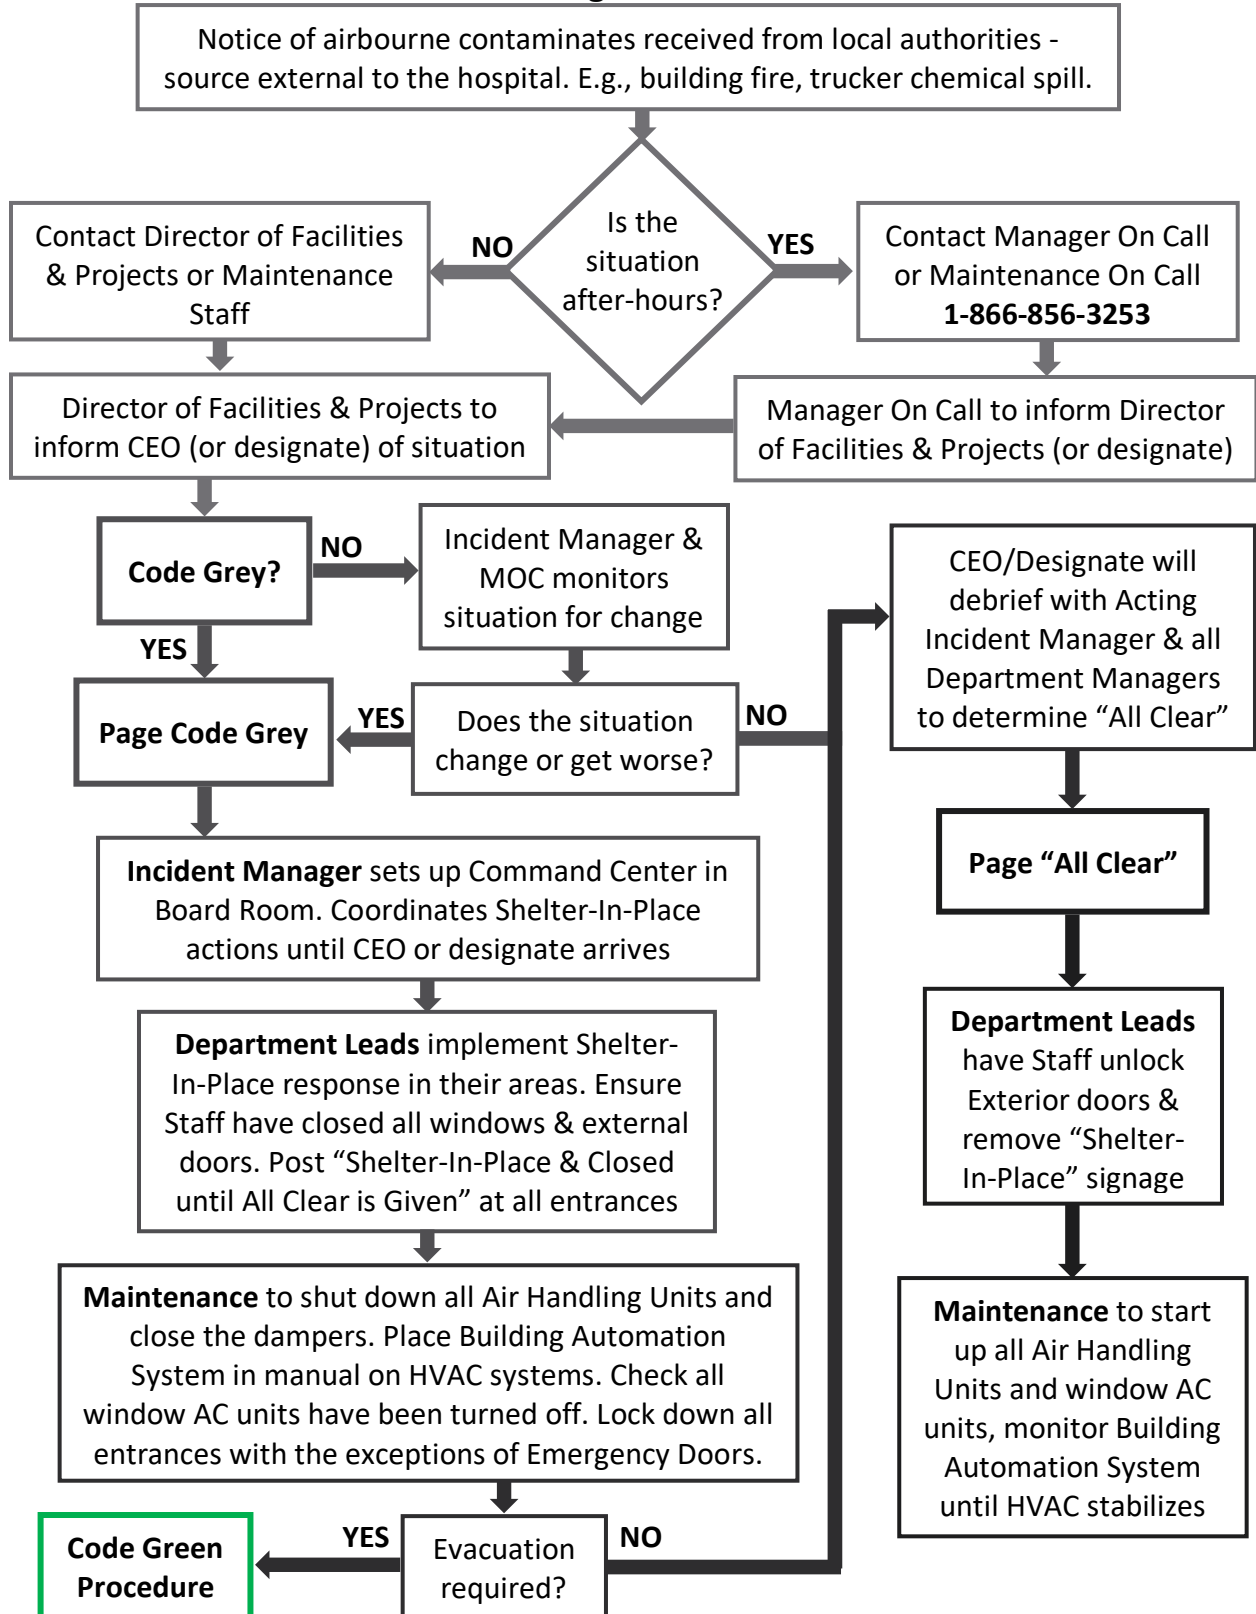 Notice of airbourne contaminates received from local authorities -
source external to the hospital. E.g., building fire, trucker chemical spill.
Is the
situation
after-hours?
NO
YES
Contact Director of Facilities
& Projects or Maintenance
Staff
Contact Manager On Call
or Maintenance On Call
1-866-856-3253
Director of Facilities & Projects to
inform CEO (or designate) of situation
Manager On Call to inform Director
of Facilities & Projects (or designate)
Code Grey?
NO
YES
Incident Manager &
MOC monitors
situation for change
Page Code Grey
YES
Does the situation
change or get worse?
NO
Incident Manager sets up Command Center in
Board Room. Coordinates Shelter-In-Place
actions until CEO or designate arrives
Department Leads implement Shelter-
In-Place response in their areas. Ensure
Staff have closed all windows & external
doors. Post “Shelter-In-Place & Closed
until All Clear is Given” at all entrances
Maintenance to shut down all Air Handling Units and
close the dampers. Place Building Automation
System in manual on HVAC systems. Check all
window AC units have been turned off. Lock down all
entrances with the exceptions of Emergency Doors.
Evacuation
required?
YES
NO
Code Green
Procedure
CEO/Designate will
debrief with Acting
Incident Manager & all
Department Managers
to determine “All Clear”
Page “All Clear”
Department Leads
have Staff unlock
Exterior doors &
remove “Shelter-
In-Place” signage
Maintenance to start
up all Air Handling
Units and window AC
units, monitor Building
Automation System
until HVAC stabilizes